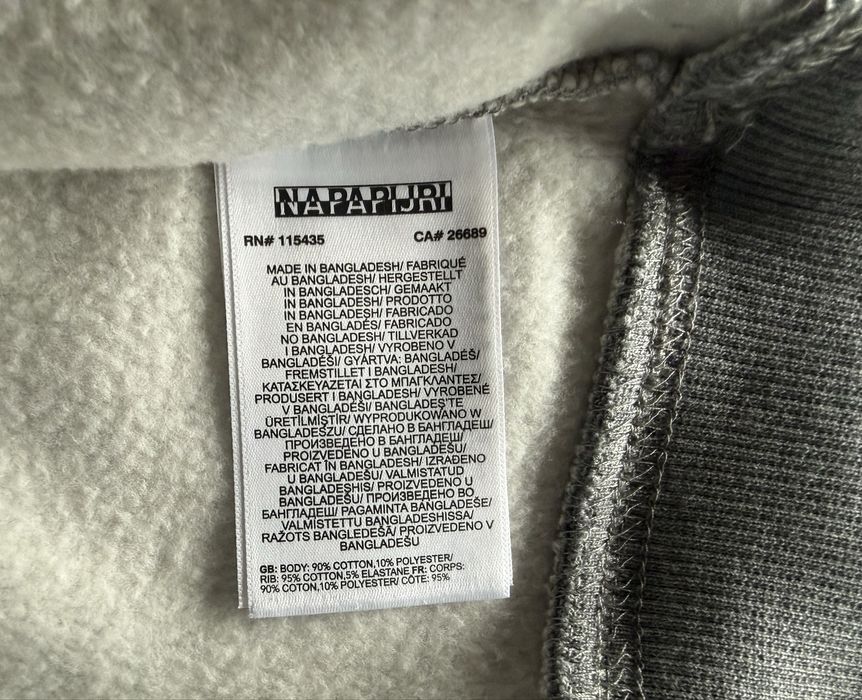 NAPAPIJRI
RN# 115435 CA# 26689
MADE IN BANGLADESH/ FABRIQUÉ
AU BANGLADESH/ HERGESTELLT
IN BANGLADESCH/ GEMAAKT
IN BANGLADESH/ PRODOTTO
IN BANGLADESH/ FABRICADO
EN BANGLADÉS/ FABRICADO
NO BANGLADESH/ TILLVERKAD
I BANGLADESH/ VYROBENO V
BANGLADÉŠI/ GYÁRTVA: BANGLADÉS/
FREMSTILLET I BANGLADESH/
ΚΑΤΑΣΚΕΥΑΖΕΤΑΙ ΣΤΟ ΜΠΑΓΚΛΑΝΤΕΣ/
PRODUSERT I BANGLADESH/ VYROBENÉ
V BANGLADÉŠI/ BANGLADEŞ'TE
ÜRETİLMİŞTİR/ WYPRODUKOWANO W
BANGLADESZU/ СДЕЛАНО В БАНГЛАДЕШ/
ПРОИЗВЕДЕНО В БАНГЛАДЕШ/
PROIZVEDENO U BANGLADEŠU/
FABRICAT ÎN BANGLADESH/ IZRAĐENO
U BANGLADEŠU/ VALMISTATUD
BANGLADESHIS/ PROIZVEDENO U
BANGLADEŠU/ ПРОИЗВЕДЕНО ВО
БАНГЛАДЕШ/ PAGAMINTA BANGLADEŠE/
VALMISTETTU BANGLADESHISSA/
RAŽOTS BANGLEDEŠĀ/ PROIZVEDENO V
BANGLADEŠU
GB: BODY: 90% COTTON,10% POLYESTER/
RIB: 95% COTTON,5% ELASTANE FR: CORPS:
90% COTON,10% POLYESTER/ CÔTE: 95%